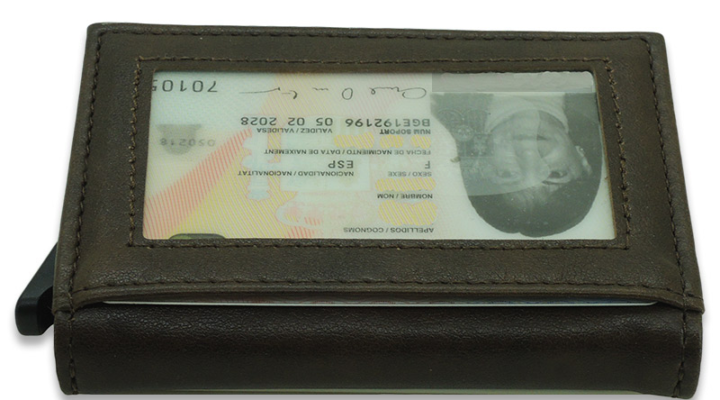 APELLIDOS / COGNOMS
NOMBRE / NOM
SEXO / SEXE NACIONALIDAD / NACIONALITAT
F ESP
FECHA DE NACIMIENTO / DATA DE NAIXEMENT
050218
NUM SOPORT VALIDEZ / VALIDESA
BGE192196 05 02 2028
70105